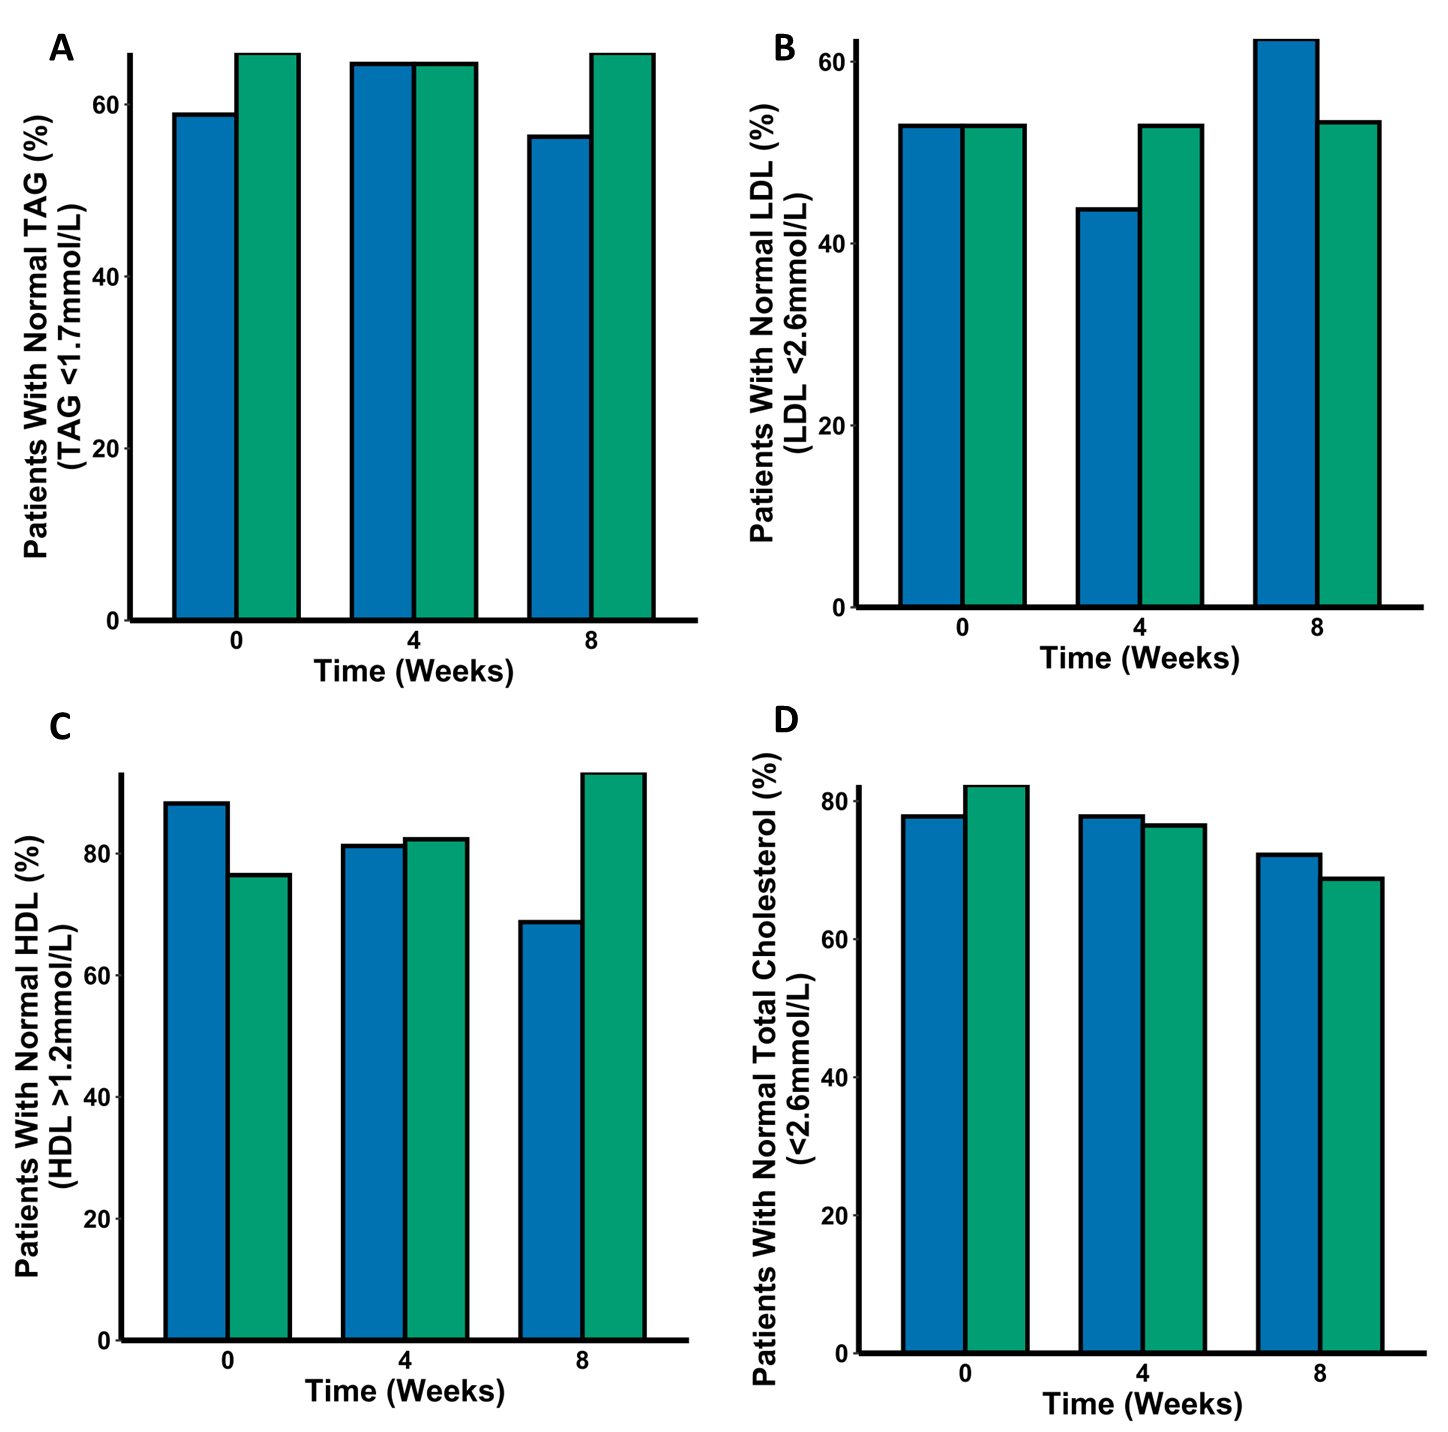 A
Patients With Normal TAG (%)
(TAG <1.7mmol/L)
60
40
20
0
0 4 8
Time (Weeks)
B
Patients With Normal LDL (%)
(LDL <2.6mmol/L)
60
40
20
0
0 4 8
Time (Weeks)
C
Patients With Normal HDL (%)
(HDL >1.2mmol/L)
80
60
40
20
0
0 4 8
Time (Weeks)
D
Patients With Normal Total Cholesterol (%)
(<2.6mmol/L)
80
60
40
20
0
0 4 8
Time (Weeks)